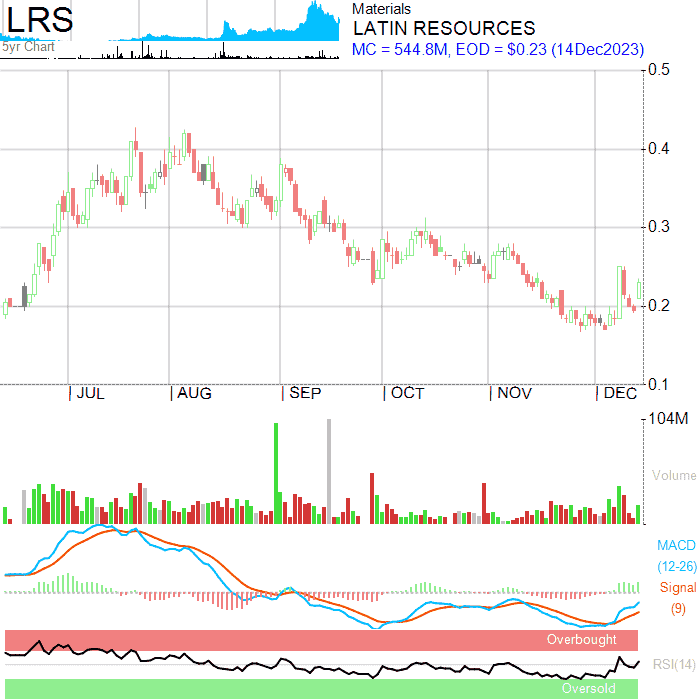 LRS
5yr Chart
Materials
LATIN RESOURCES
MC = 544.8M, EOD = $0.23 (14Dec2023)
0.5
0.4
0.3
0.2
0.1
JUL AUG SEP OCT NOV DEC
104M
Volume
MACD
(12-26)
Signal
(9)
Overbought
RSI(14)
Oversold